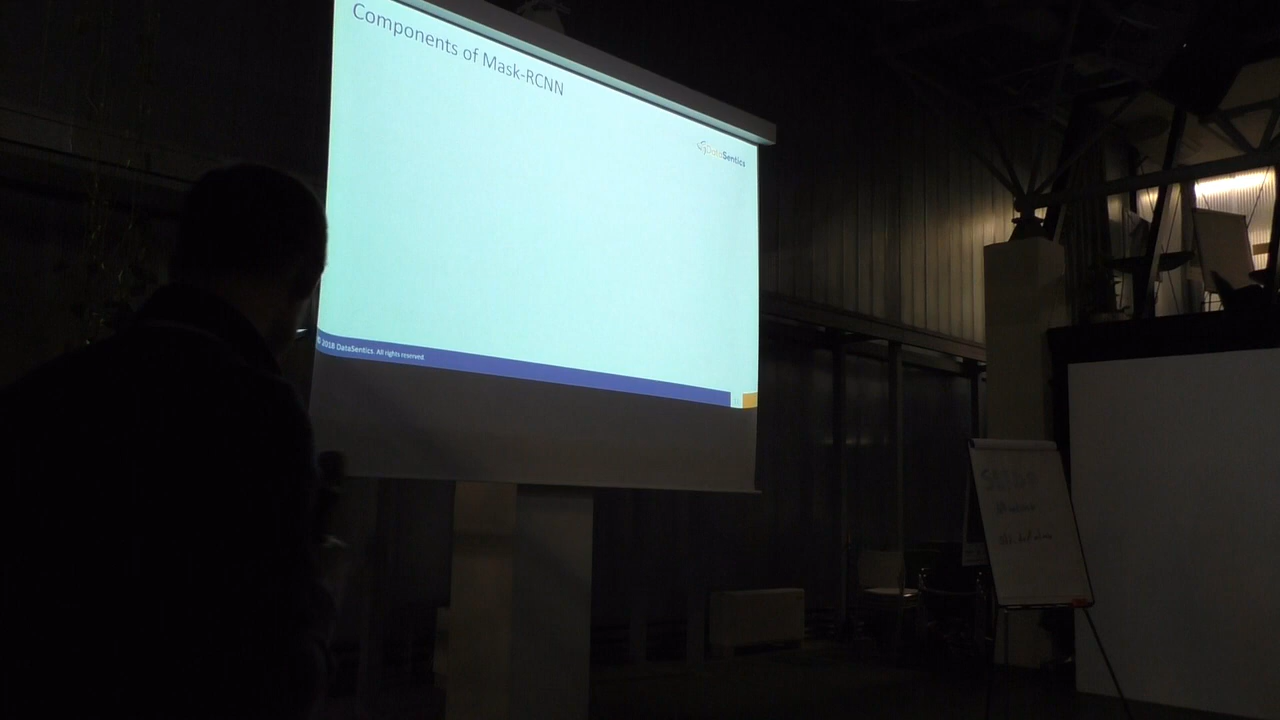 Components of Mask-RCNN
DataSentics
© 2018 DataSentics. All rights reserved.